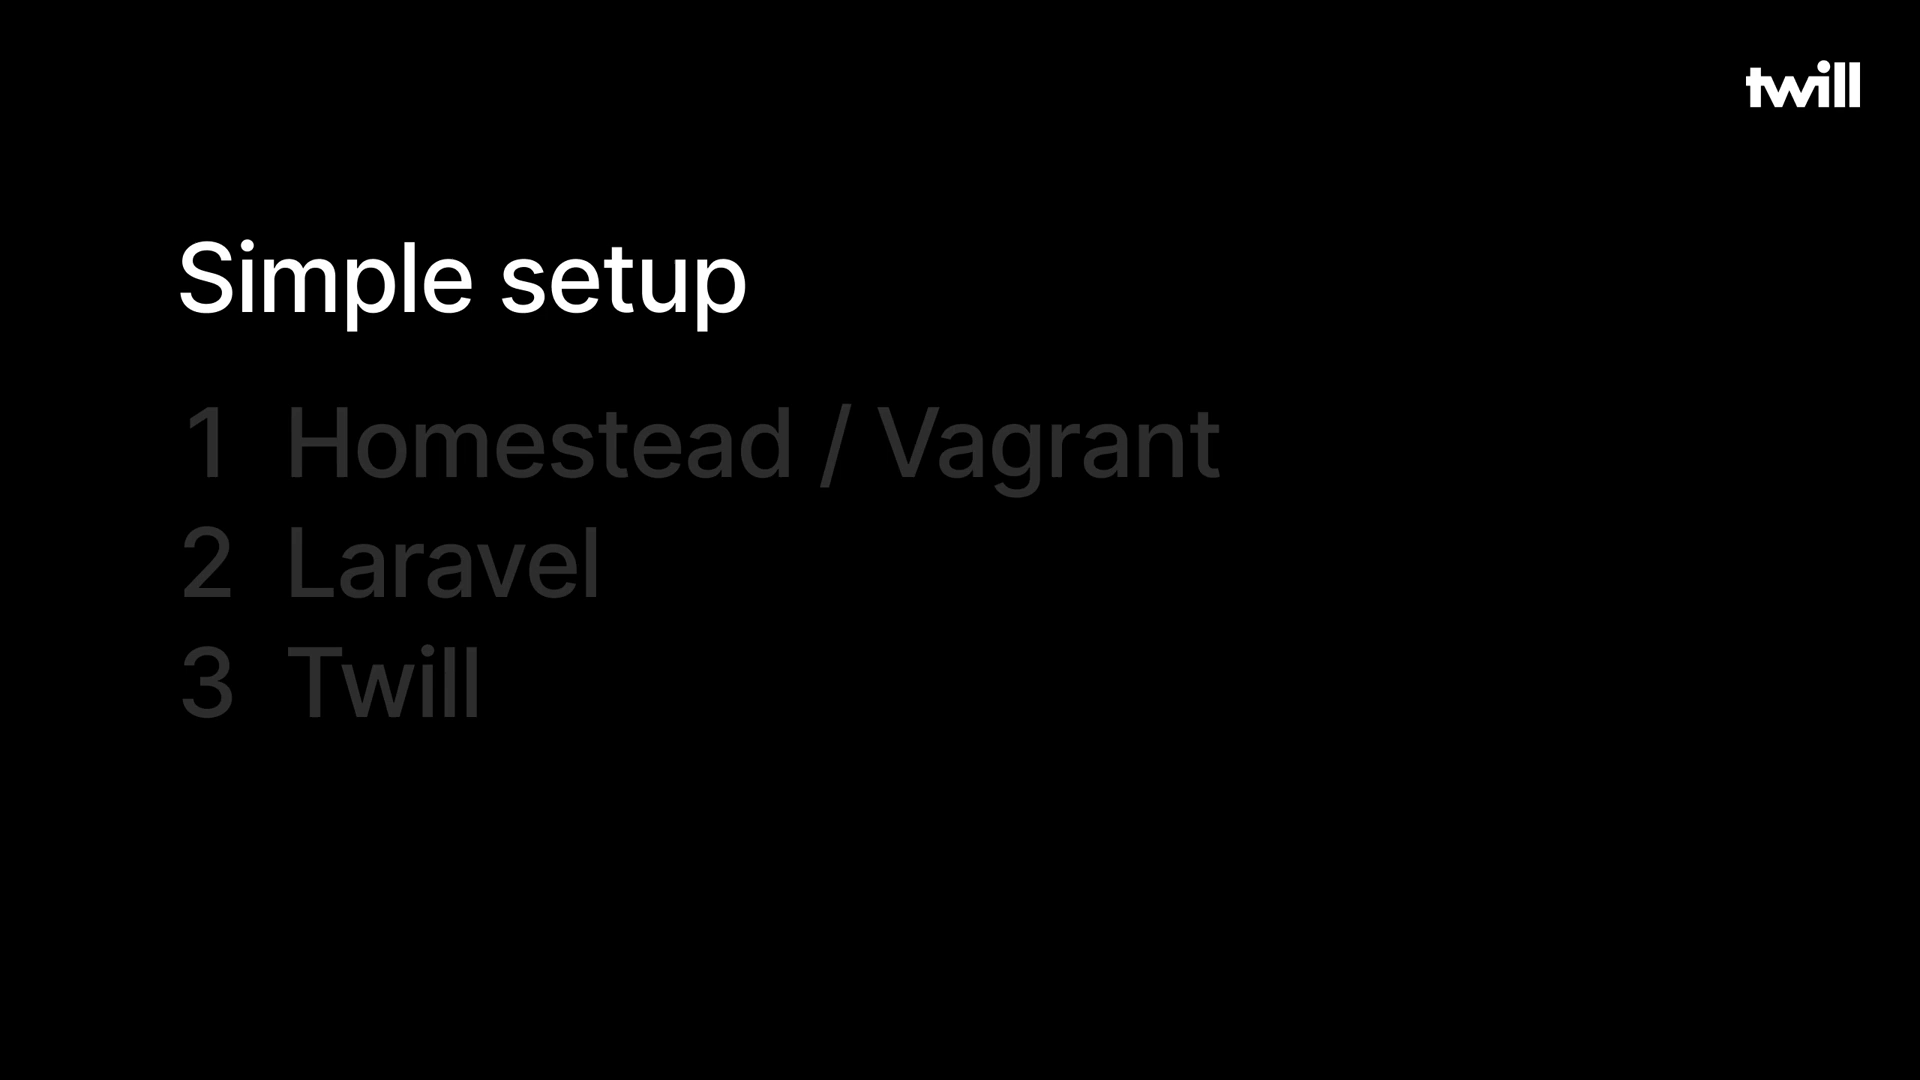 twill
Simple setup
1 Homestead / Vagrant
2 Laravel
3 Twill